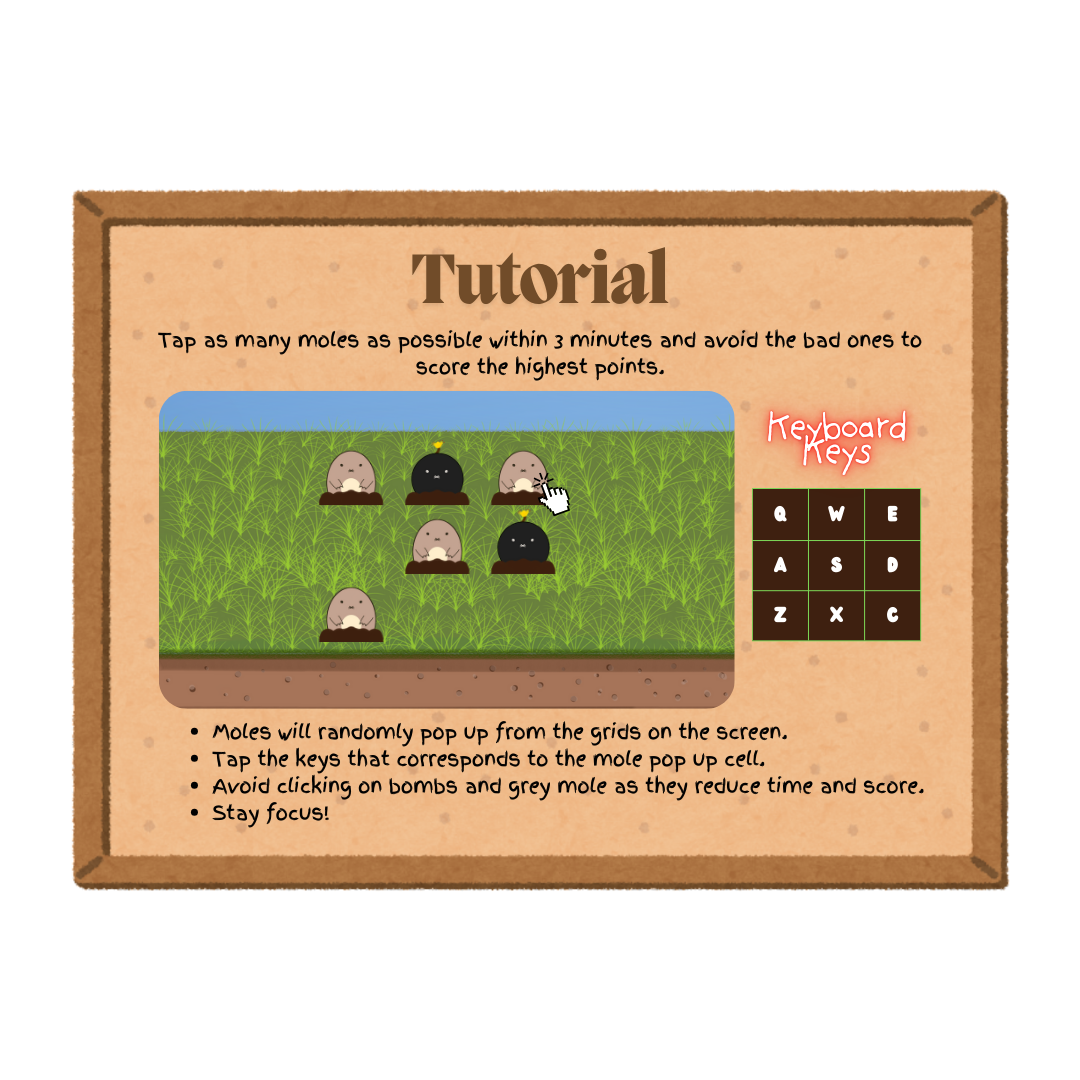 Tutorial
Tap as many moles as possible within 3 minutes and avoid the bad ones to
score the highest points.
Keyboard
Keys
Q W E
A S D
Z X C
• Moles will randomly pop up from the grids on the screen.
• Tap the keys that corresponds to the mole pop up cell.
• Avoid clicking on bombs and grey mole as they reduce time and score.
• Stay focus!